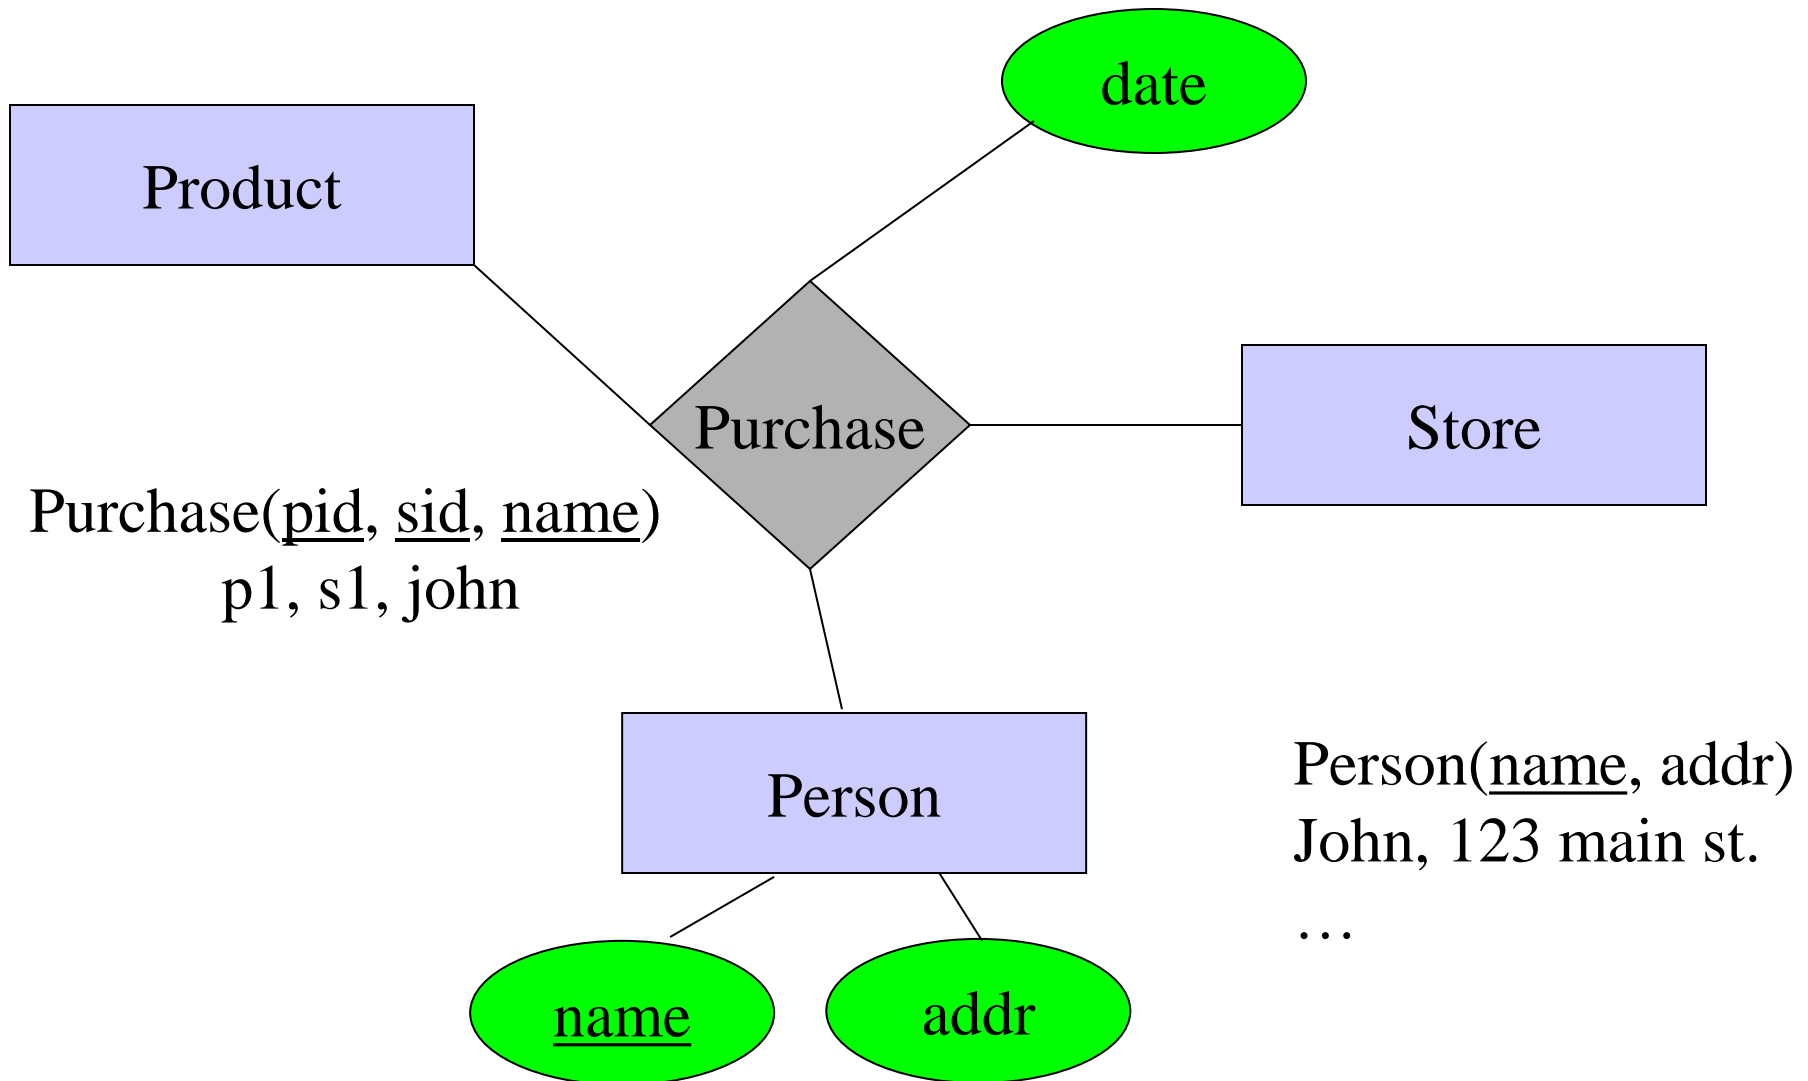 date
Product
Purchase
Store
Purchase(pid, sid, name)
p1, s1, john
Person
Person(name, addr)
John, 123 main st.
…
name
addr